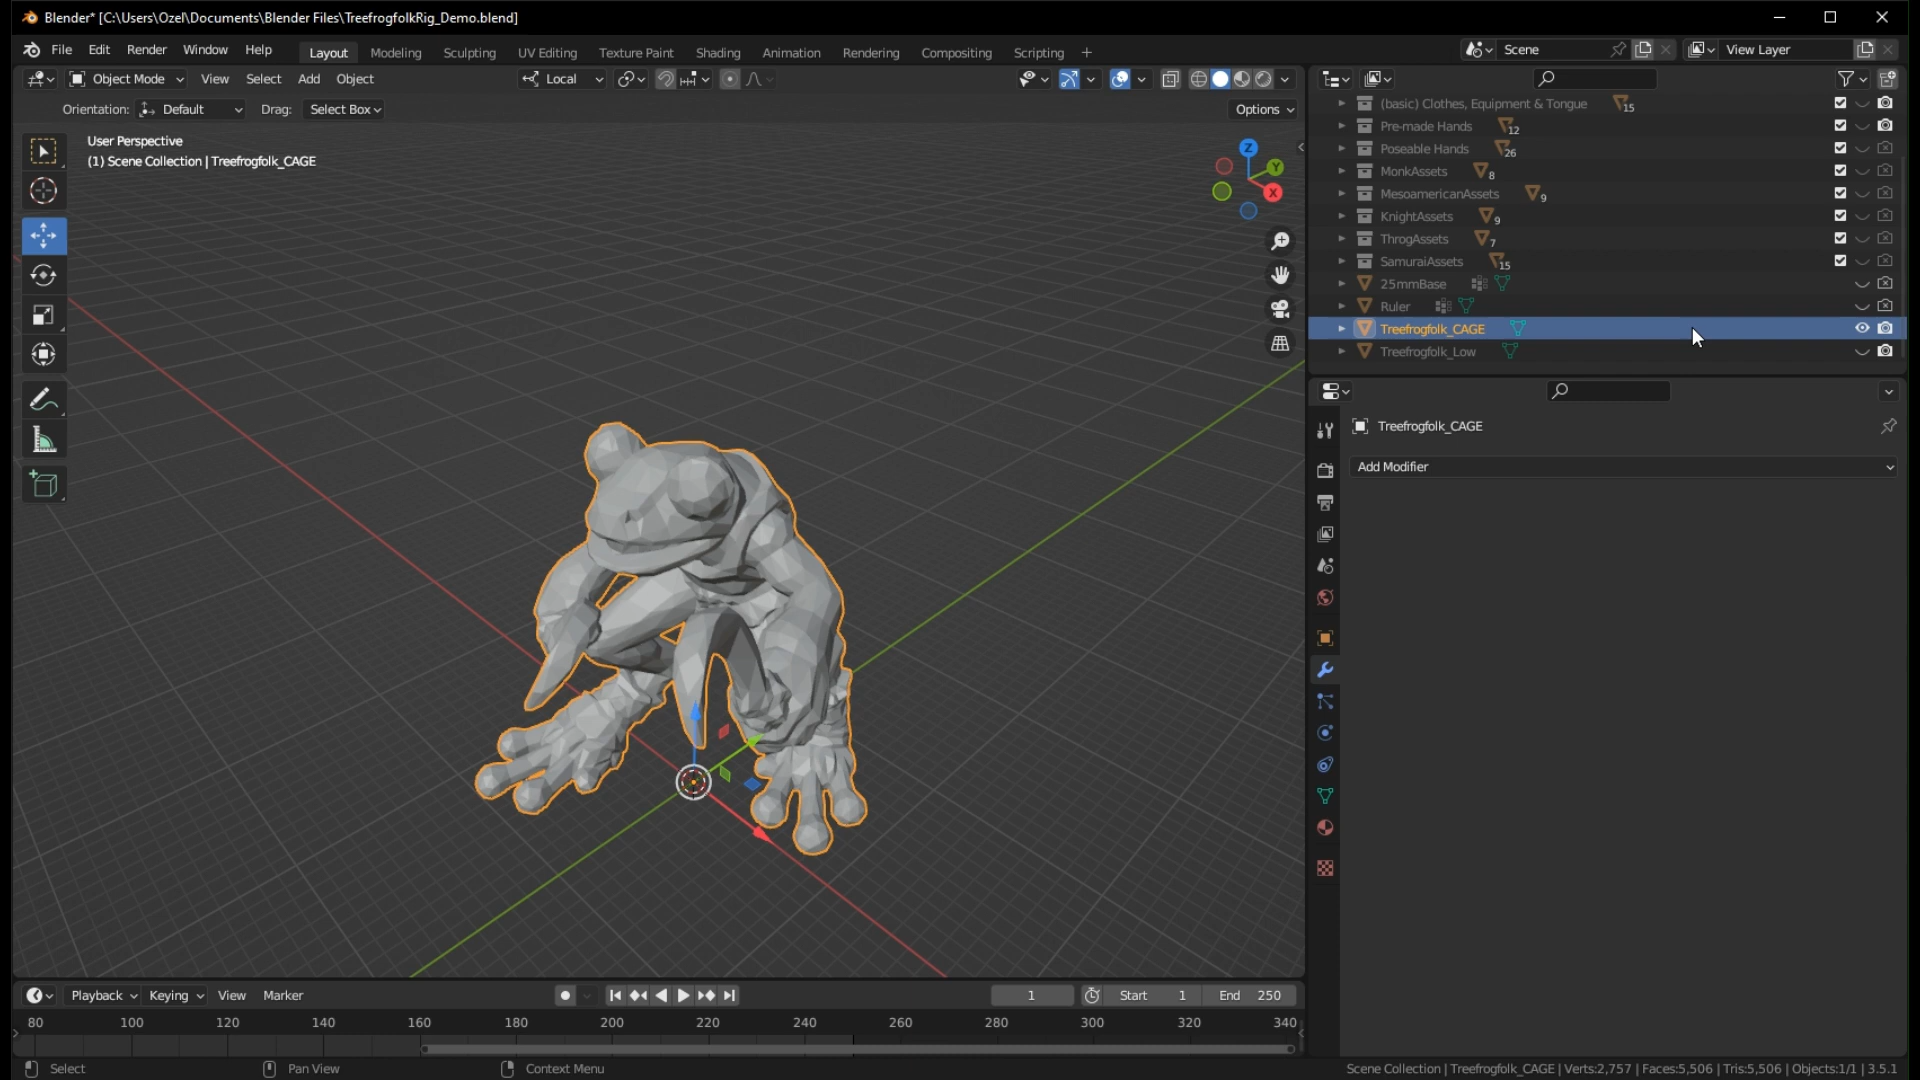 Blender* [C:\Users\Ozel\Documents\Blender Files\TreefrogfolkRig_Demo.blend]
File Edit Render Window Help Layout Modeling Sculpting UV Editing Texture Paint Shading Animation Rendering Compositing Scripting + Scene View Layer
Object Mode View Select Add Object Local
Orientation: Default Drag: Select Box Options
User Perspective
(1) Scene Collection | Treefrogfolk_CAGE
Z
Y
X
(basic) Clothes, Equipment & Tongue 15
Pre-made Hands 12
Poseable Hands 26
MonkAssets 8
MesoamericanAssets 9
KnightAssets 9
ThrogAssets 7
SamuraiAssets 15
25mmBase
Ruler
Treefrogfolk_CAGE
Treefrogfolk_Low
Treefrogfolk_CAGE
Add Modifier
Playback Keying View Marker 1 Start 1 End 250
80 100 120 140 160 180 200 220 240 260 280 300 320 340
Select Pan View Context Menu Scene Collection | Treefrogfolk_CAGE | Verts:2,757 | Faces:5,506 | Tris:5,506 | Objects:1/1 | 3.5.1